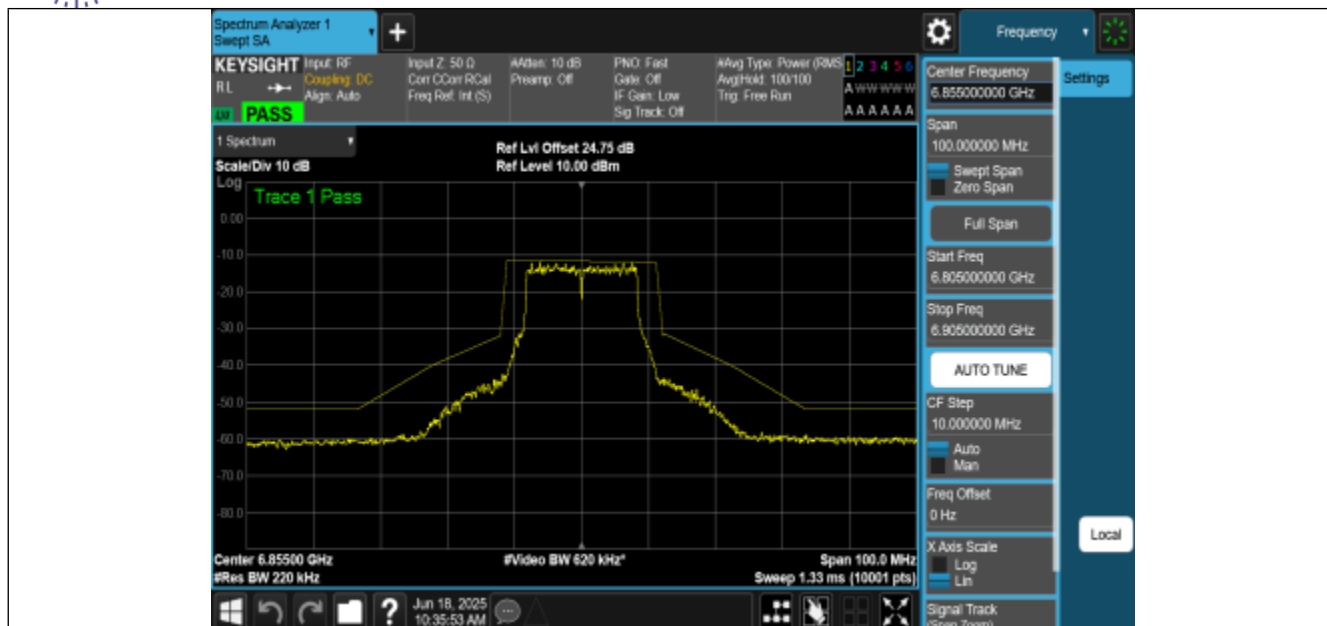 Spectrum Analyzer 1
Swept SA
+
Frequency
KEYSIGHT
RL
PASS
Input: RF
Coupling: DC
Align: Auto
Input Z: 50 Ω
Corr CCorr RCal
Freq Ref: Int (S)
#Atten: 10 dB
Preamp: Off
PNO: Fast
Gate: Off
IF Gain: Low
Sig Track: Off
#Avg Type: Power (RMS
Avg|Hold: 100/100
Trig: Free Run
1 2 3 4 5 6
A W W W W W
A A A A A A
1 Spectrum
Scale/Div 10 dB
Ref Lvl Offset 24.75 dB
Ref Level 10.00 dBm
Log
Trace 1 Pass
0.00
-10.0
-20.0
-30.0
-40.0
-50.0
-60.0
-70.0
-80.0
Center 6.85500 GHz
#Res BW 220 kHz
#Video BW 620 kHz*
Span 100.0 MHz
Sweep 1.33 ms (10001 pts)
Center Frequency
6.855000000 GHz
Settings
Span
100.000000 MHz
Swept Span
Zero Span
Full Span
Start Freq
6.805000000 GHz
Stop Freq
6.905000000 GHz
AUTO TUNE
CF Step
10.000000 MHz
Auto
Man
Freq Offset
0 Hz
X Axis Scale
Log
Lin
Local
Signal Track
(Span Zoom)
?
Jun 18, 2025
10:35:53 AM